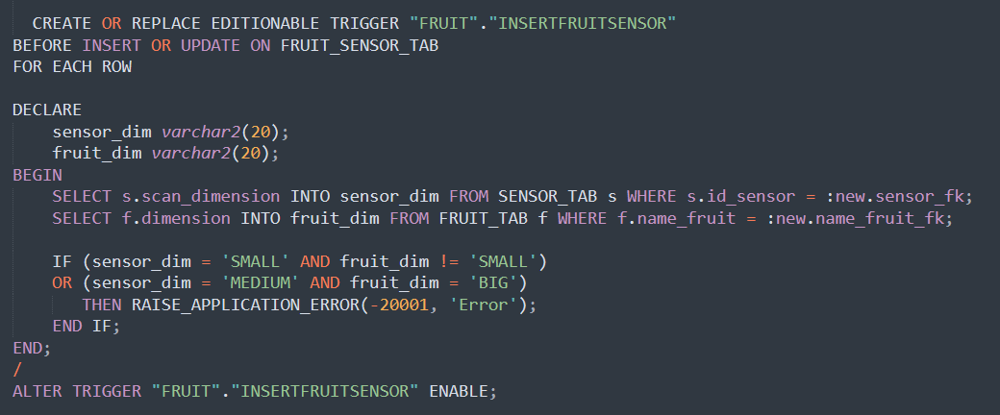 CREATE OR REPLACE EDITIONABLE TRIGGER "FRUIT"."INSERTFRUITSENSOR"
BEFORE INSERT OR UPDATE ON FRUIT_SENSOR_TAB
FOR EACH ROW
DECLARE
sensor_dim varchar2(20);
fruit_dim varchar2(20);
BEGIN
SELECT s.scan_dimension INTO sensor_dim FROM SENSOR_TAB s WHERE s.id_sensor = :new.sensor_fk;
SELECT f.dimension INTO fruit_dim FROM FRUIT_TAB f WHERE f.name_fruit = :new.name_fruit_fk;
IF (sensor_dim = 'SMALL' AND fruit_dim != 'SMALL')
OR (sensor_dim = 'MEDIUM' AND fruit_dim = 'BIG')
THEN RAISE_APPLICATION_ERROR(-20001, 'Error');
END IF;
END;
/
ALTER TRIGGER "FRUIT"."INSERTFRUITSENSOR" ENABLE;